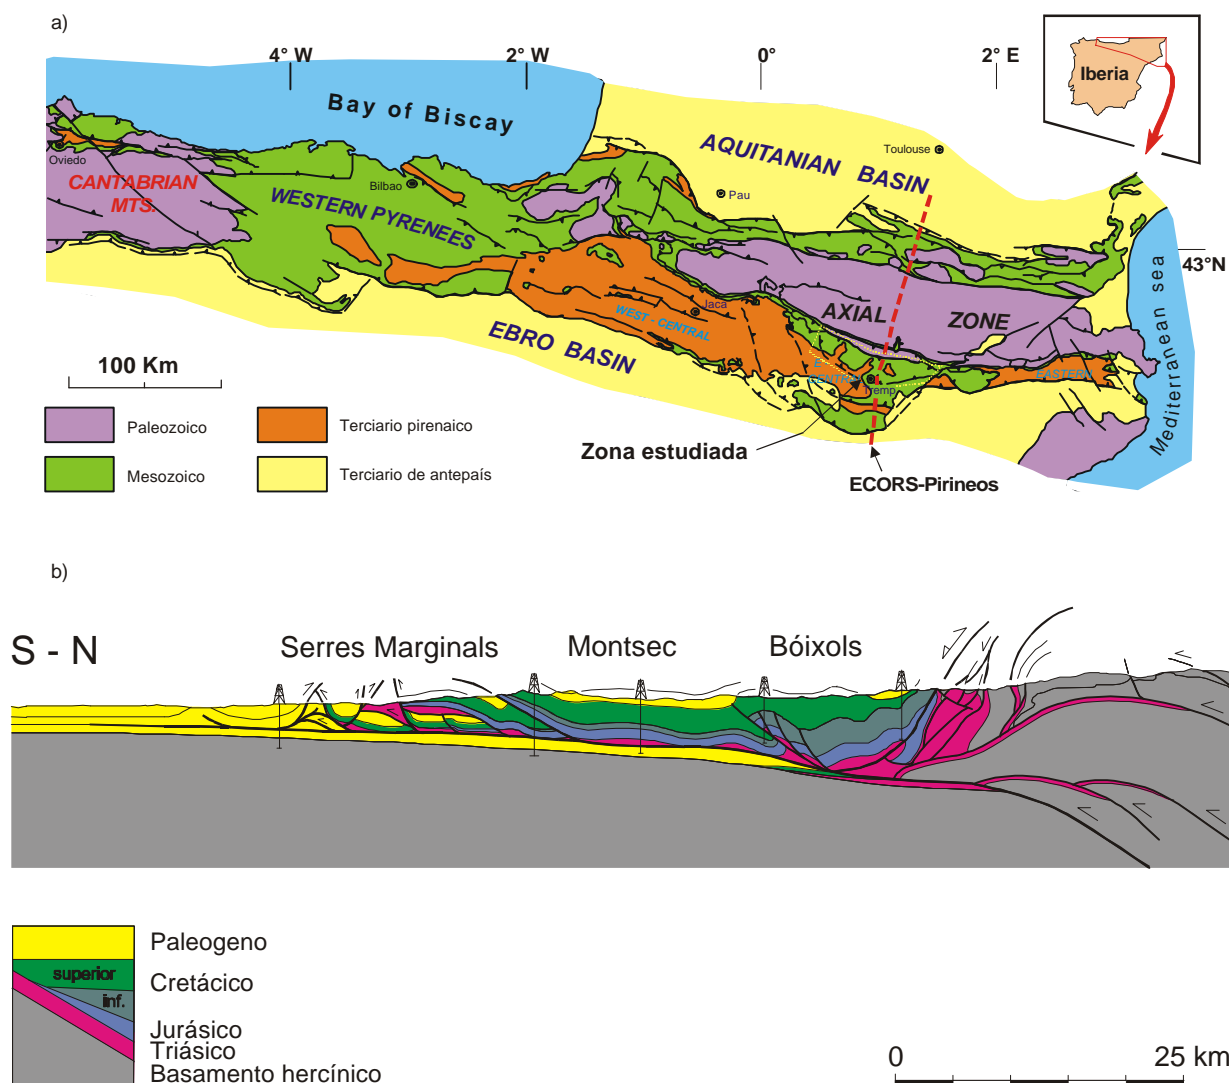 a)
4° W
2° W
0°
2° E
Iberia
Bay of Biscay
AQUITANIAN BASIN
Toulouse
Oviedo
CANTABRIAN
MTS.
Bilbao
WESTERN PYRENEES
Pau
43°N
Mediterranean sea
Jaca
WEST - CENTRAL
AXIAL ZONE
EBRO BASIN
E -
CENTRAL
Tremp
EASTERN
100 Km
Zona estudiada
ECORS-Pirineos
Paleozoico
Terciario pirenaico
Mesozoico
Terciario de antepaís
b)
S - N
Serres Marginals
Montsec
Bóixols
Paleogeno
superior
Cretácico
inf.
Jurásico
Triásico
Basamento hercínico
0
25 km